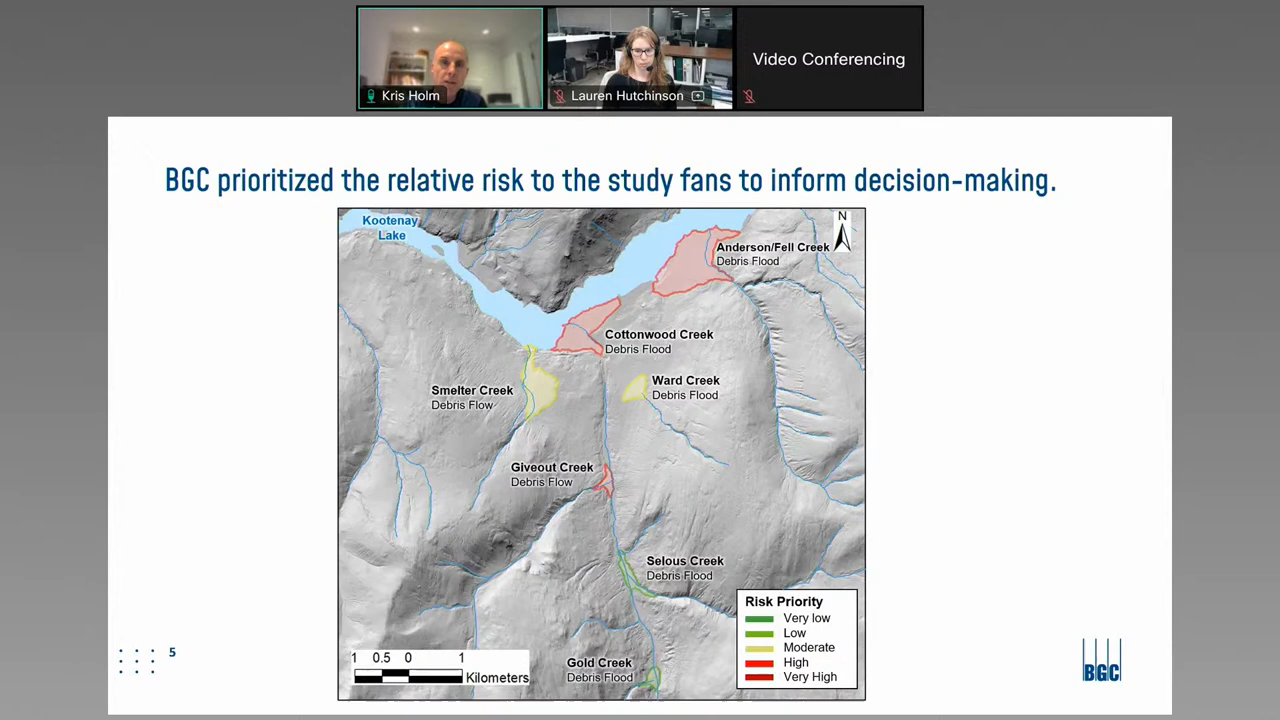 Kris Holm
Lauren Hutchinson
Video Conferencing
BGC prioritized the relative risk to the study fans to inform decision-making.
Kootenay
Lake
N
Anderson/Fell Creek
Debris Flood
Cottonwood Creek
Debris Flood
Smelter Creek
Debris Flow
Ward Creek
Debris Flood
Giveout Creek
Debris Flow
Selous Creek
Debris Flood
Gold Creek
Debris Flood
Risk Priority
Very low
Low
Moderate
High
Very High
1 0.5 0 1
Kilometers
5
BGC